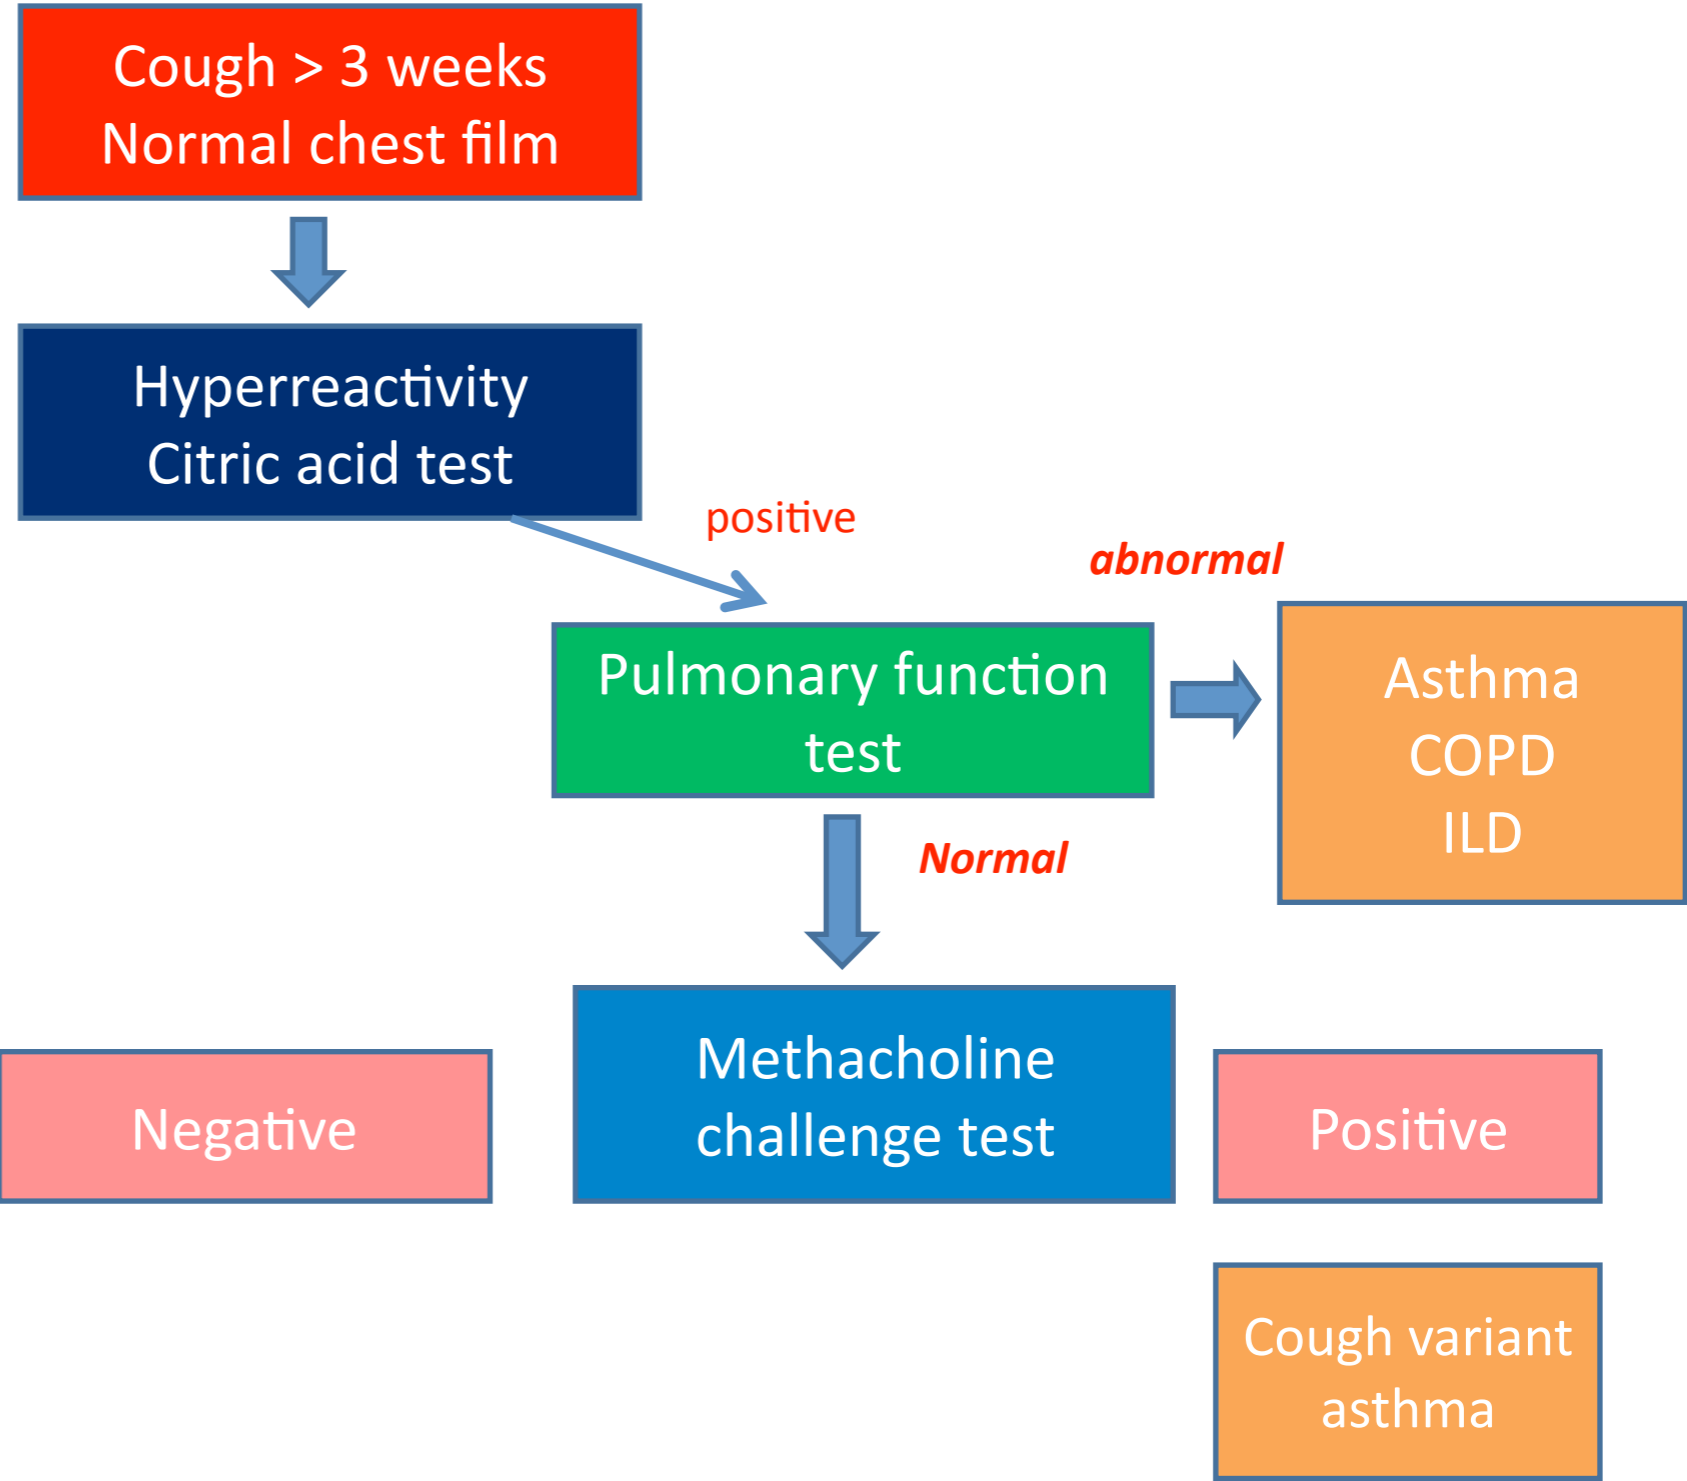 Cough > 3 weeks
Normal chest film
Hyperreactivity
Citric acid test
positive
abnormal
Pulmonary function
test
Asthma
COPD
ILD
Normal
Negative
Methacholine
challenge test
Positive
Cough variant
asthma